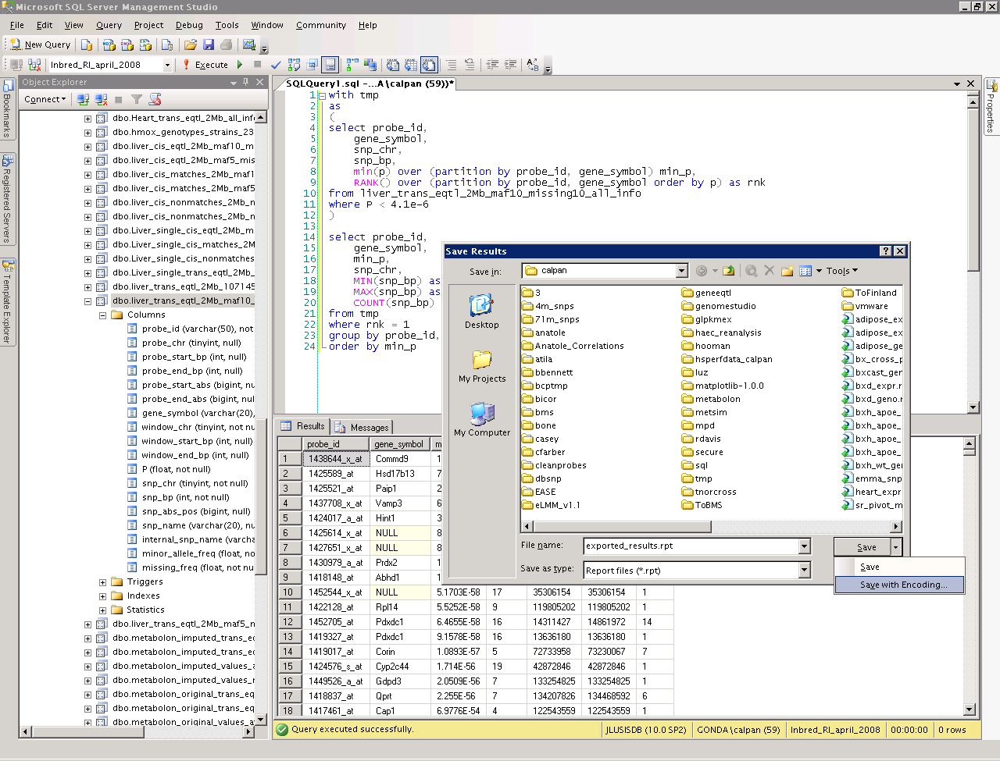 Microsoft SQL Server Management Studio
File Edit View Query Project Debug Tools Window Community Help
New Query
Inbred_RI_april_2008 Execute
Object Explorer
Connect
Bookmarks
Registered Servers
Template Explorer
Properties
dbo.Heart_trans_eqtl_2Mb_all_info
dbo.hmox_genotypes_strains_23
dbo.liver_cis_eqtl_2Mb_maf10_m
dbo.liver_cis_eqtl_2Mb_maf5_mis
dbo.liver_cis_matches_2Mb_maf1
dbo.liver_cis_matches_2Mb_maf5
dbo.liver_cis_nonmatches_2Mb_m
dbo.liver_cis_nonmatches_2Mb_n
dbo.Liver_single_cis_eqtl_2Mb_m
dbo.Liver_single_cis_matches_2M
dbo.Liver_single_cis_nonmatches
dbo.Liver_single_trans_eqtl_2Mb
dbo.liver_trans_eqtl_2Mb_107145
dbo.liver_trans_eqtl_2Mb_maf10_
Columns
probe_id (varchar(50), not
probe_chr (tinyint, null)
probe_start_bp (int, null)
probe_end_bp (int, null)
probe_start_abs (bigint, nu
probe_end_abs (bigint, null
gene_symbol (varchar(20),
window_chr (tinyint, not nu
window_start_bp (int, null)
window_end_bp (int, null)
P (float, not null)
snp_chr (tinyint, not null)
snp_bp (int, not null)
snp_abs_pos (bigint, null)
snp_name (varchar(20), nu
internal_snp_name (varcha
minor_allele_freq (float, no
missing_freq (float, not null
Triggers
Indexes
Statistics
dbo.liver_trans_eqtl_2Mb_maf5_n
dbo.metabolon_imputed_trans_eq
dbo.metabolon_imputed_trans_eq
dbo.metabolon_imputed_values_a
dbo.metabolon_imputed_values_r
dbo.metabolon_original_trans_eq
dbo.metabolon_original_trans_eq
dbo.metabolon_original_values_a
SQLQuery1.sql -...A\calpan (59))*
1 with tmp
2 as
3 (
4 select probe_id,
5 gene_symbol,
6 snp_chr,
7 snp_bp,
8 min(p) over (partition by probe_id, gene_symbol) min_p,
9 RANK() over (partition by probe_id, gene_symbol order by p) as rnk
10 from liver_trans_eqtl_2Mb_maf10_missing10_all_info
11 where P < 4.1e-6
12 )
13
14 select probe_id,
15 gene_symbol,
16 min_p,
17 snp_chr,
18 MIN(snp_bp) as
19 MAX(snp_bp) as
20 COUNT(snp_bp)
21 from tmp
22 where rnk = 1
23 group by probe_id,
24 order by min_p
Save Results
Save in: calpan Tools
Desktop
My Projects
My Computer
3
4m_snps
71m_snps
anatole
Anatole_Correlations
atila
bbennett
bcptmp
bicor
bms
bone
casey
cfarber
cleanprobes
dbsnp
EASE
eLMM_v1.1
geneeqtl
genomestudio
glpkmex
haec_reanalysis
hooman
hsperfdata_calpan
luz
matplotlib-1.0.0
metabolon
metsim
mpd
rdavis
secure
sql
tmp
tnorcross
ToBMS
ToFinland
vmware
adipose_ex
adipose_ex
adipose_ge
bx_cross_p
bxcast_gen
bxd_expr.r
bxd_geno.r
bxh_apoe_
bxh_apoe_
bxh_apoe_
bxh_apoe_
bxh_wt_ger
emma_snp
heart_expr
sr_pivot_m
File name: exported_results.rpt Save
Save as type: Report files (*.rpt)
Save
Save with Encoding...
Results Messages
probe_id gene_symbol m
1 1438644_x_at Commd9 1
2 1425589_at Hsd17b13 7
3 1425521_at Paip1 2
4 1437708_x_at Vamp3 6
5 1424017_a_at Hint1 3
6 1425614_x_at NULL 8
7 1427651_x_at NULL 8
8 1430979_a_at Prdx2 1
9 1418148_at Abhd1 1
10 1452544_x_at NULL 5.1703E-58 17 35306154 35306154 1
11 1422128_at Rpl14 5.5252E-58 9 119805202 119805202 1
12 1452705_at Pdxdc1 6.4655E-58 16 14311427 14861972 14
13 1419327_at Pdxdc1 9.1578E-58 16 13636180 13636180 1
14 1419017_at Corin 1.0893E-57 5 72733958 73230067 7
15 1424576_s_at Cyp2c44 1.714E-56 19 42872846 42872846 1
16 1449526_a_at Gdpd3 2.0509E-56 7 133254825 133254825 1
17 1418837_at Qprt 2.255E-56 7 134207826 134468592 6
18 1417461_at Cap1 6.9776E-54 4 122543559 122543559 1
Query executed successfully. JLUSISDB (10.0 SP2) GONDA\calpan (59) Inbred_RI_april_2008 00:00:00 0 rows